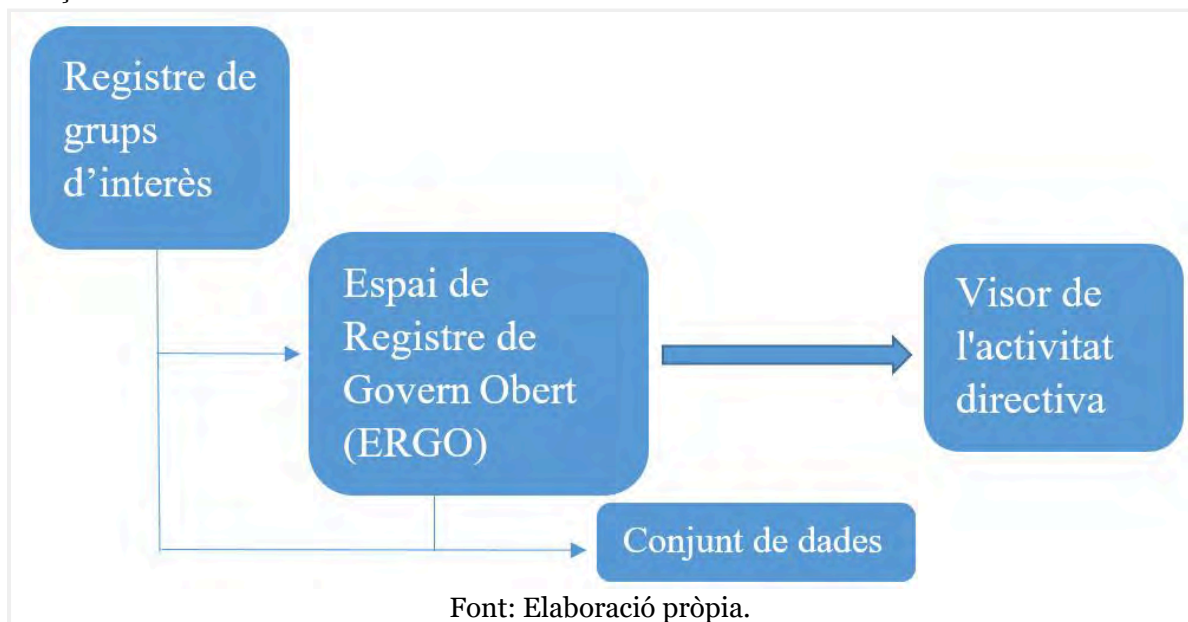 Registre de
grups
d’interès
Espai de
Registre de
Govern Obert
(ERGO)
Visor de
l'activitat
directiva
Conjunt de dades
Font: Elaboració pròpia.